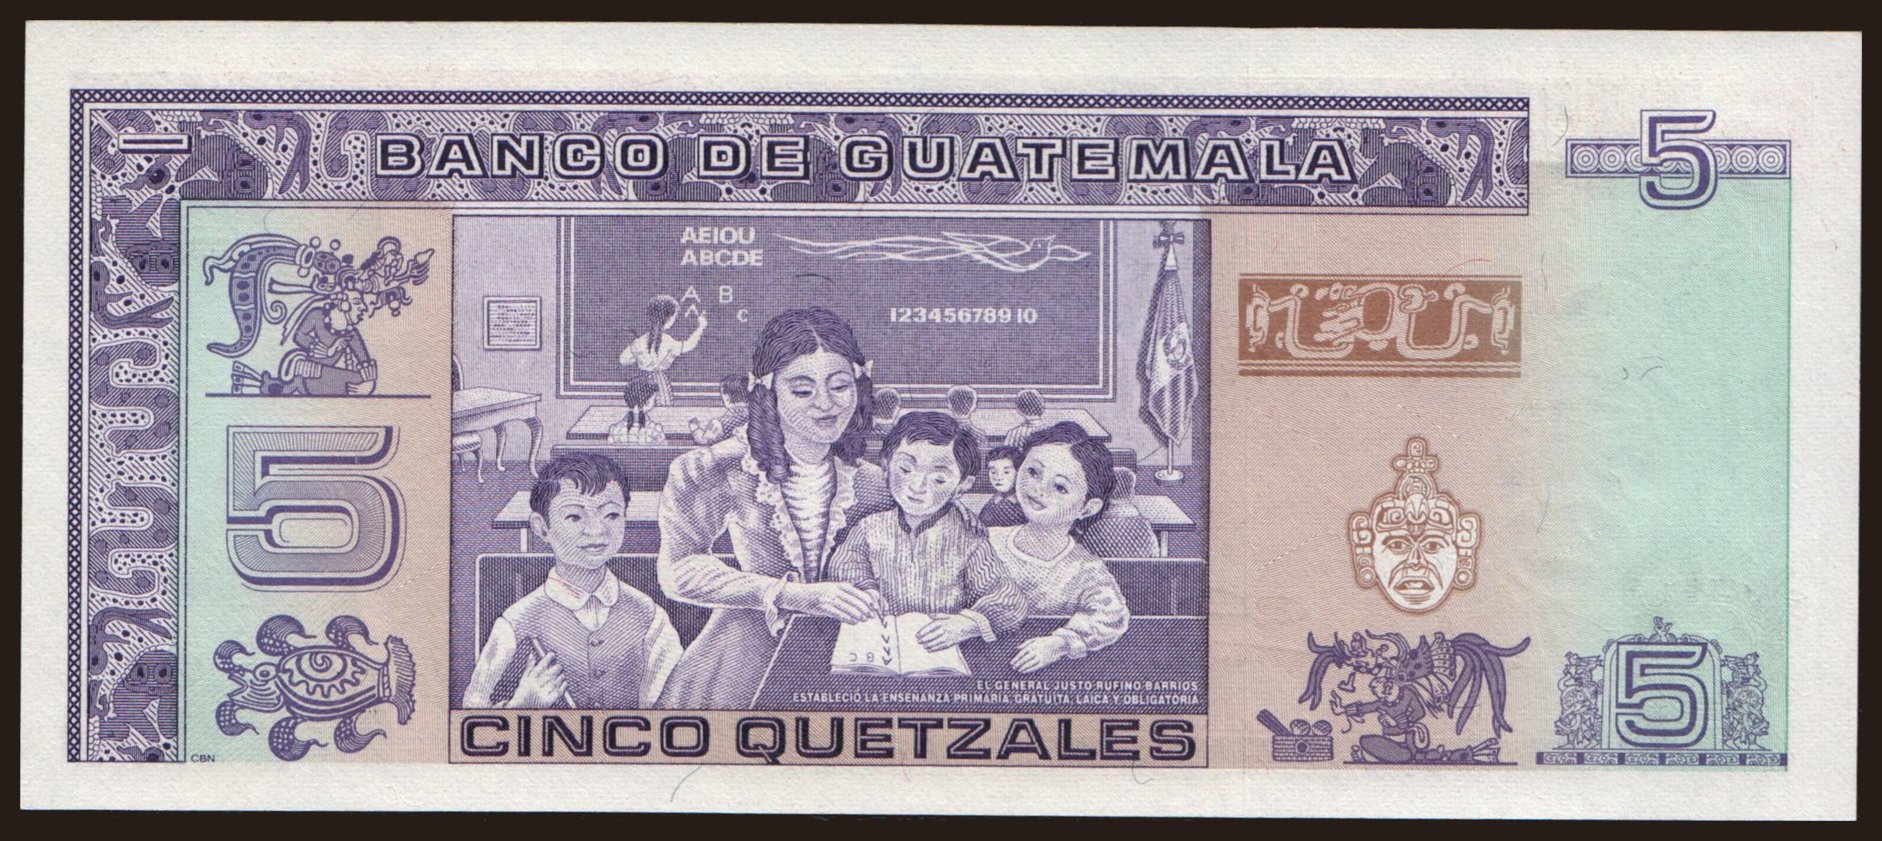 BANCO DE GUATEMALA
5
AEIOU
ABCDE
A B
A C
12345678910
5
A B C
EL GENERAL JUSTO RUFINO BARRIOS
ESTABLECIO LA ENSEÑANZA PRIMARIA, GRATUITA, LAICA Y OBLIGATORIA
CINCO QUETZALES
5
CBN